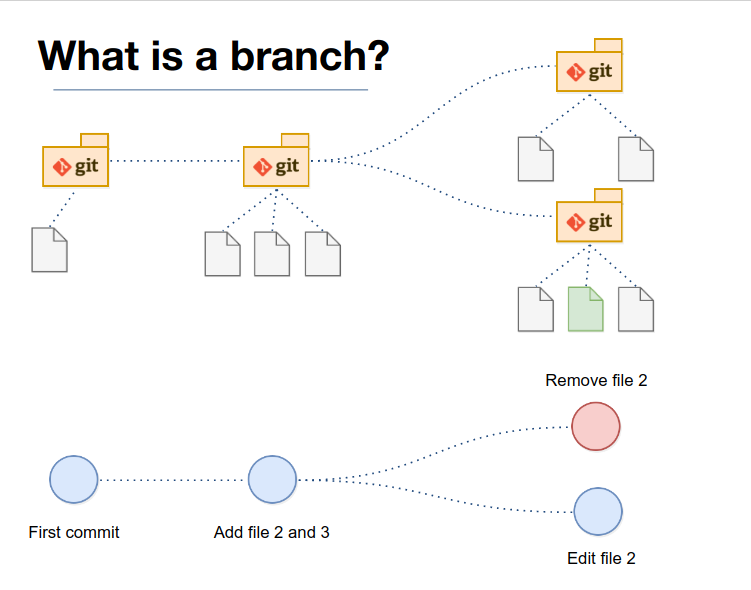 What is a branch?
git
git
git
git
Remove file 2
First commit
Add file 2 and 3
Edit file 2